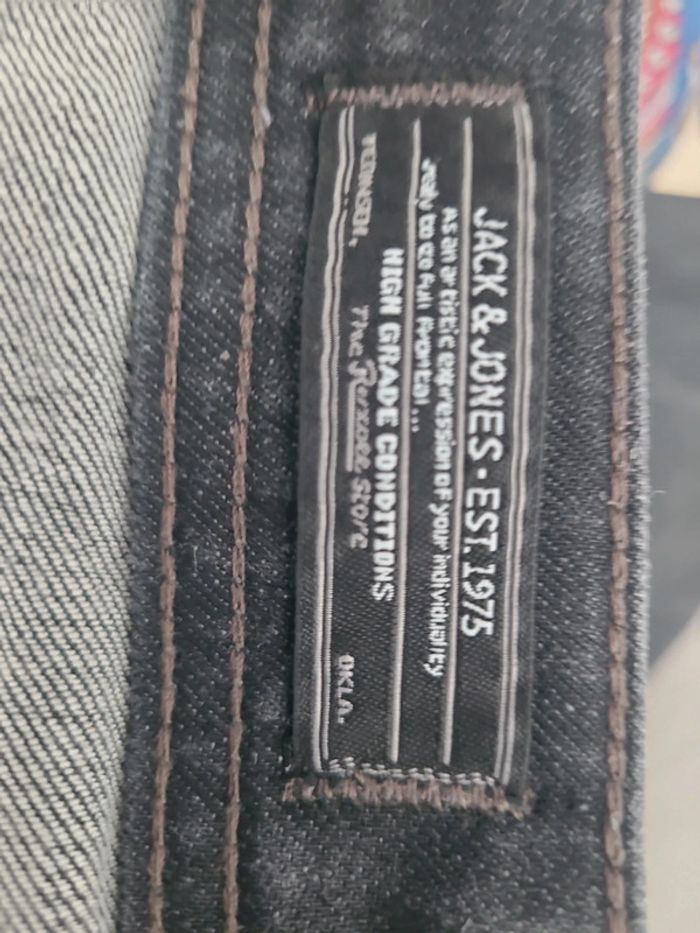 JACK & JONES · EST. 1975
As an artistic expression of your individuality
ready to go full frontal...
HIGH GRADE CONDITIONS
The Store
OKLA.